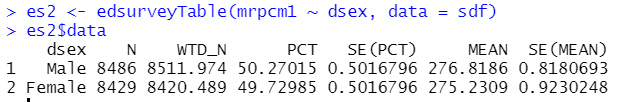 > es2 <- edsurveyTable(mrpcm1 ~ dsex, data = sdf)
> es2$data
dsex N WTD_N PCT SE(PCT) MEAN SE(MEAN)
1 Male 8486 8511.974 50.27015 0.5016796 276.8186 0.8180693
2 Female 8429 8420.489 49.72985 0.5016796 275.2309 0.9230248